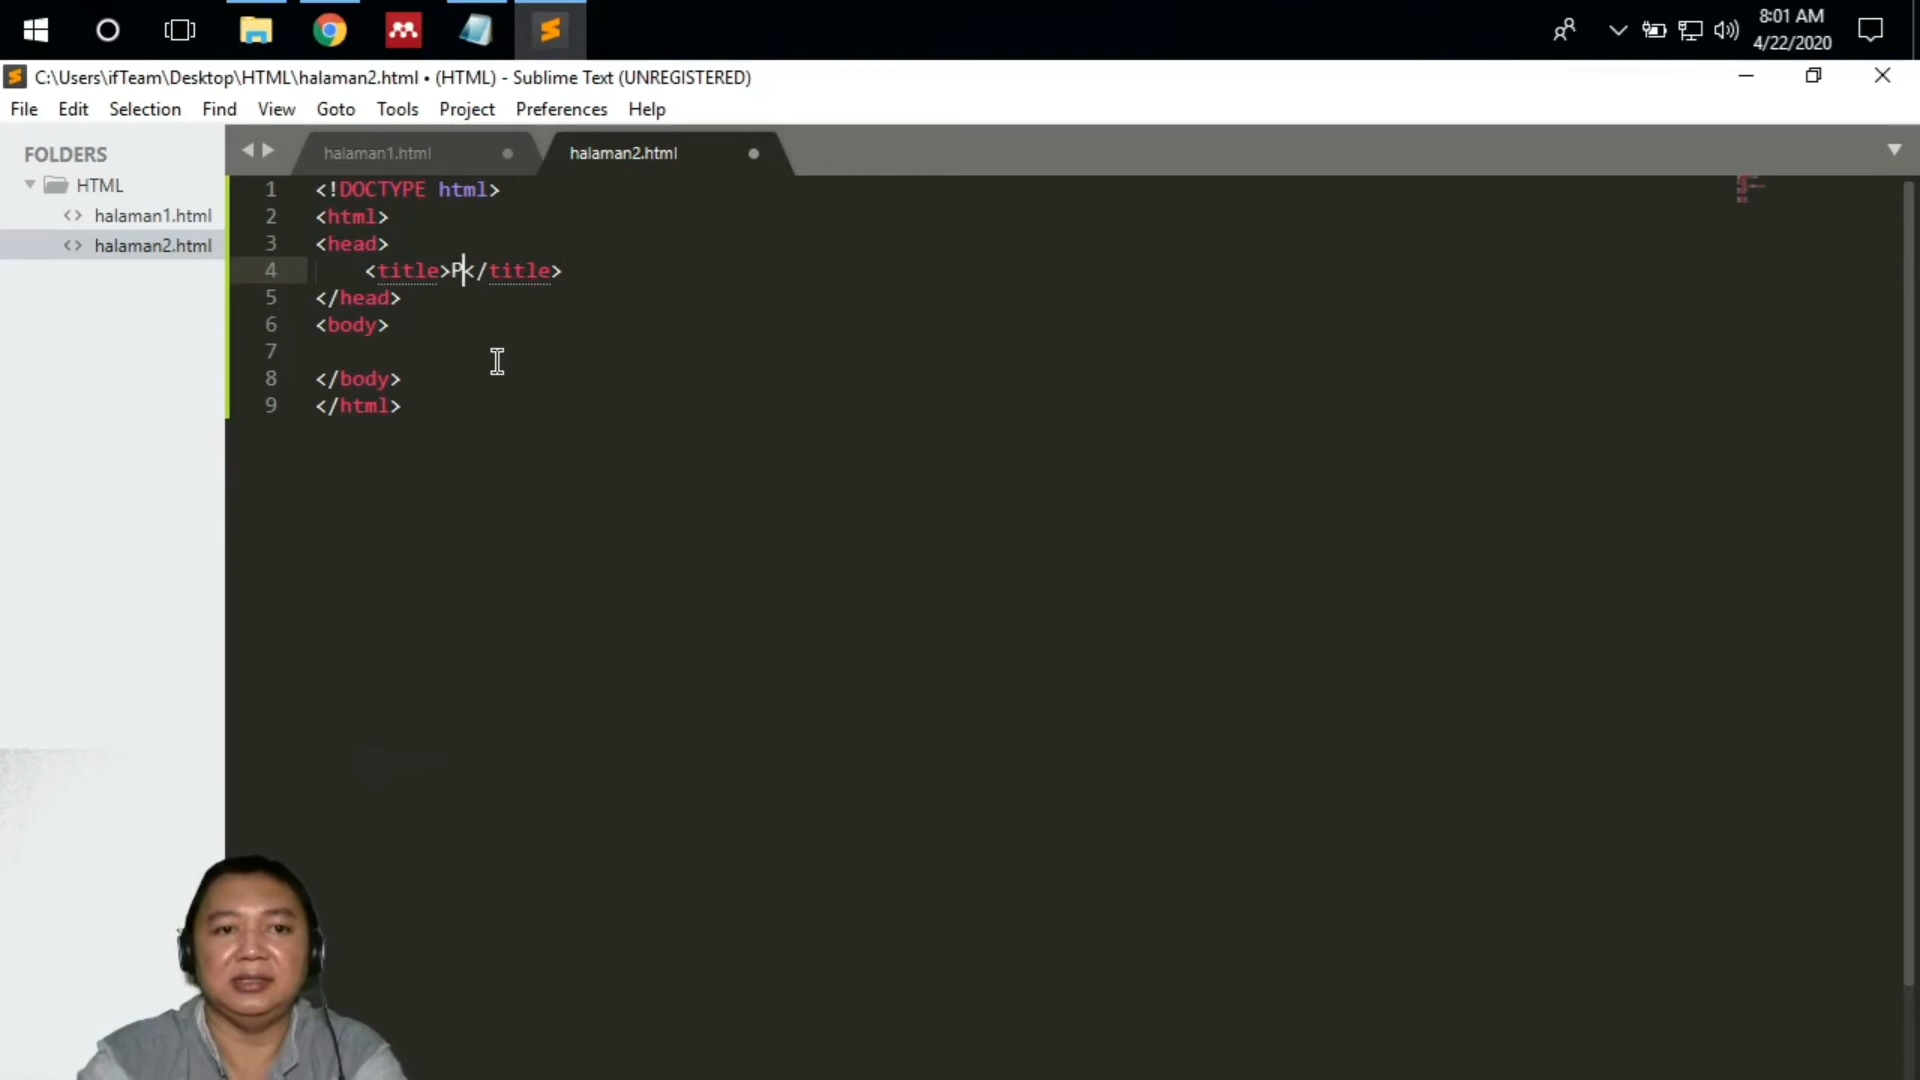 8:01 AM
4/22/2020
C:\Users\ifTeam\Desktop\HTML\halaman2.html • (HTML) - Sublime Text (UNREGISTERED)
File Edit Selection Find View Goto Tools Project Preferences Help
FOLDERS
HTML
<> halaman1.html
<> halaman2.html
halaman1.html
halaman2.html
1 <!DOCTYPE html>
2 <html>
3 <head>
4 <title>P</title>
5 </head>
6 <body>
7
8 </body>
9 </html>